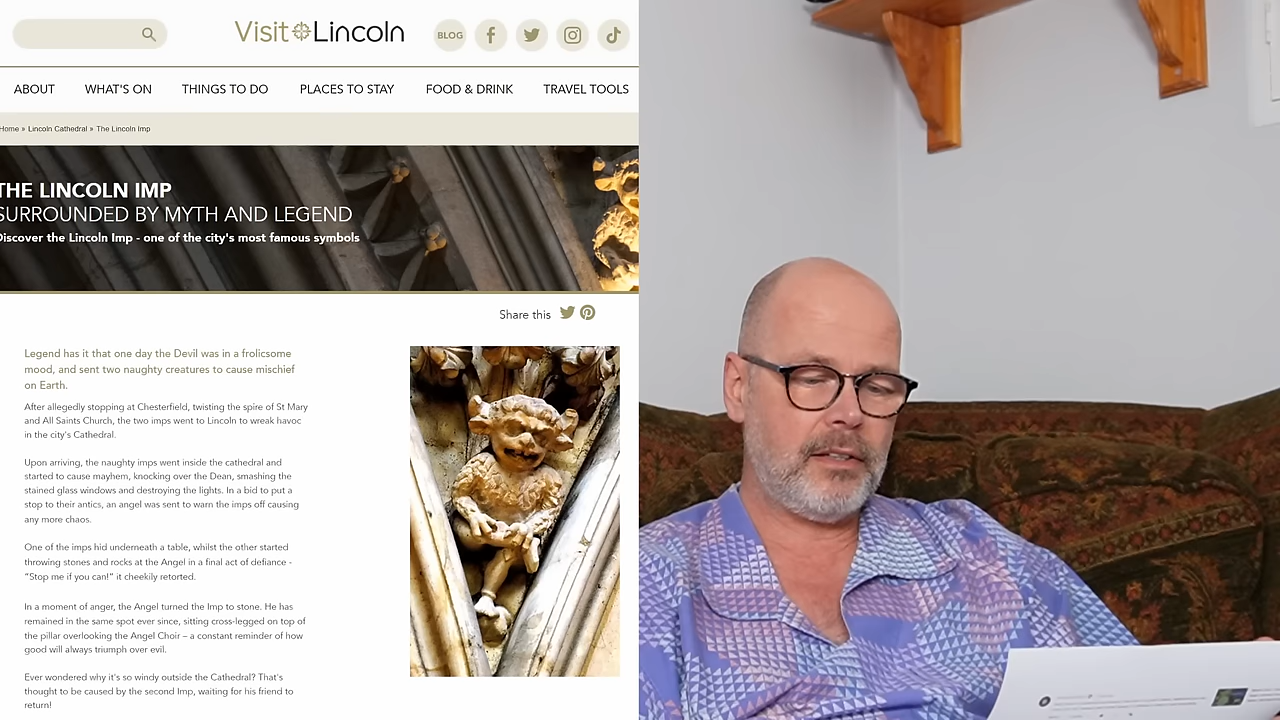 Visit Lincoln
BLOG
ABOUT WHAT'S ON THINGS TO DO PLACES TO STAY FOOD & DRINK TRAVEL TOOLS
Home » Lincoln Cathedral » The Lincoln Imp
THE LINCOLN IMP
SURROUNDED BY MYTH AND LEGEND
Discover the Lincoln Imp - one of the city's most famous symbols
Share this
Legend has it that one day the Devil was in a frolicsome
mood, and sent two naughty creatures to cause mischief
on Earth.
After allegedly stopping at Chesterfield, twisting the spire of St Mary
and All Saints Church, the two imps went to Lincoln to wreak havoc
in the city's Cathedral.
Upon arriving, the naughty imps went inside the cathedral and
started to cause mayhem, knocking over the Dean, smashing the
stained glass windows and destroying the lights. In a bid to put a
stop to their antics, an angel was sent to warn the imps off causing
any more chaos.
One of the imps hid underneath a table, whilst the other started
throwing stones and rocks at the Angel in a final act of defiance -
“Stop me if you can!” it cheekily retorted.
In a moment of anger, the Angel turned the Imp to stone. He has
remained in the same spot ever since, sitting cross-legged on top of
the pillar overlooking the Angel Choir – a constant reminder of how
good will always triumph over evil.
Ever wondered why it's so windy outside the Cathedral? That's
thought to be caused by the second Imp, waiting for his friend to
return!